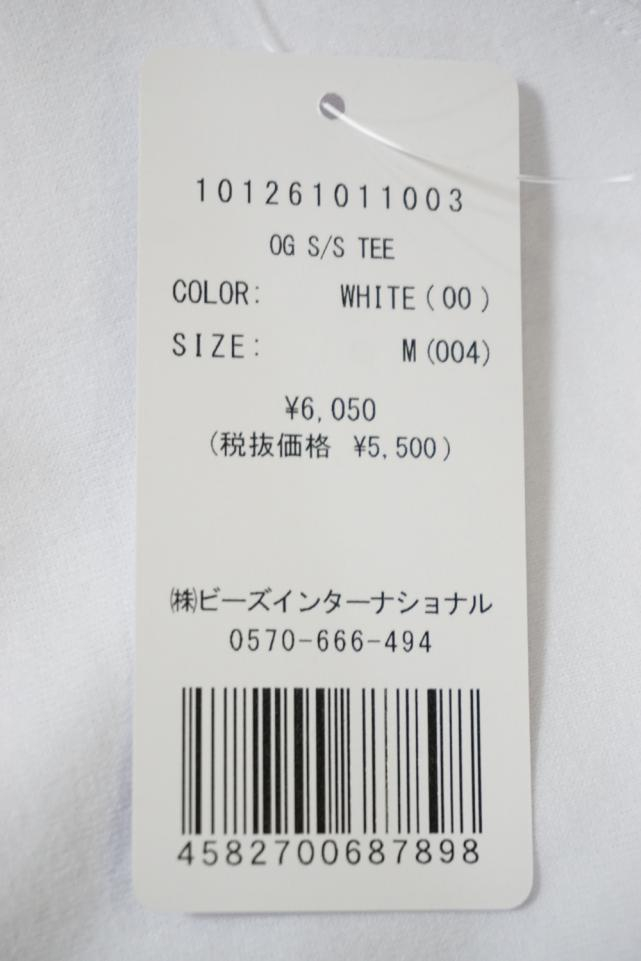 101261011003
OG S/S TEE
COLOR: WHITE(00)
SIZE: M(004)
¥6,050
(税抜価格 ¥5,500)
㈱ビーズインターナショナル
0570-666-494
4582700687898